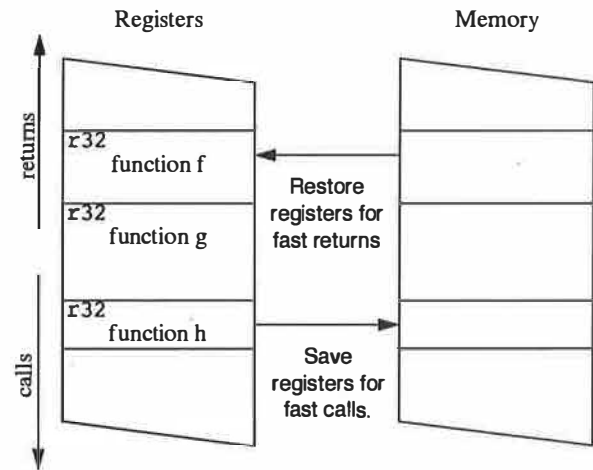 Registers
Memory
returns
r32
function f
Restore
registers for
fast returns
r32
function g
r32
function h
Save
registers for
fast calls.
calls